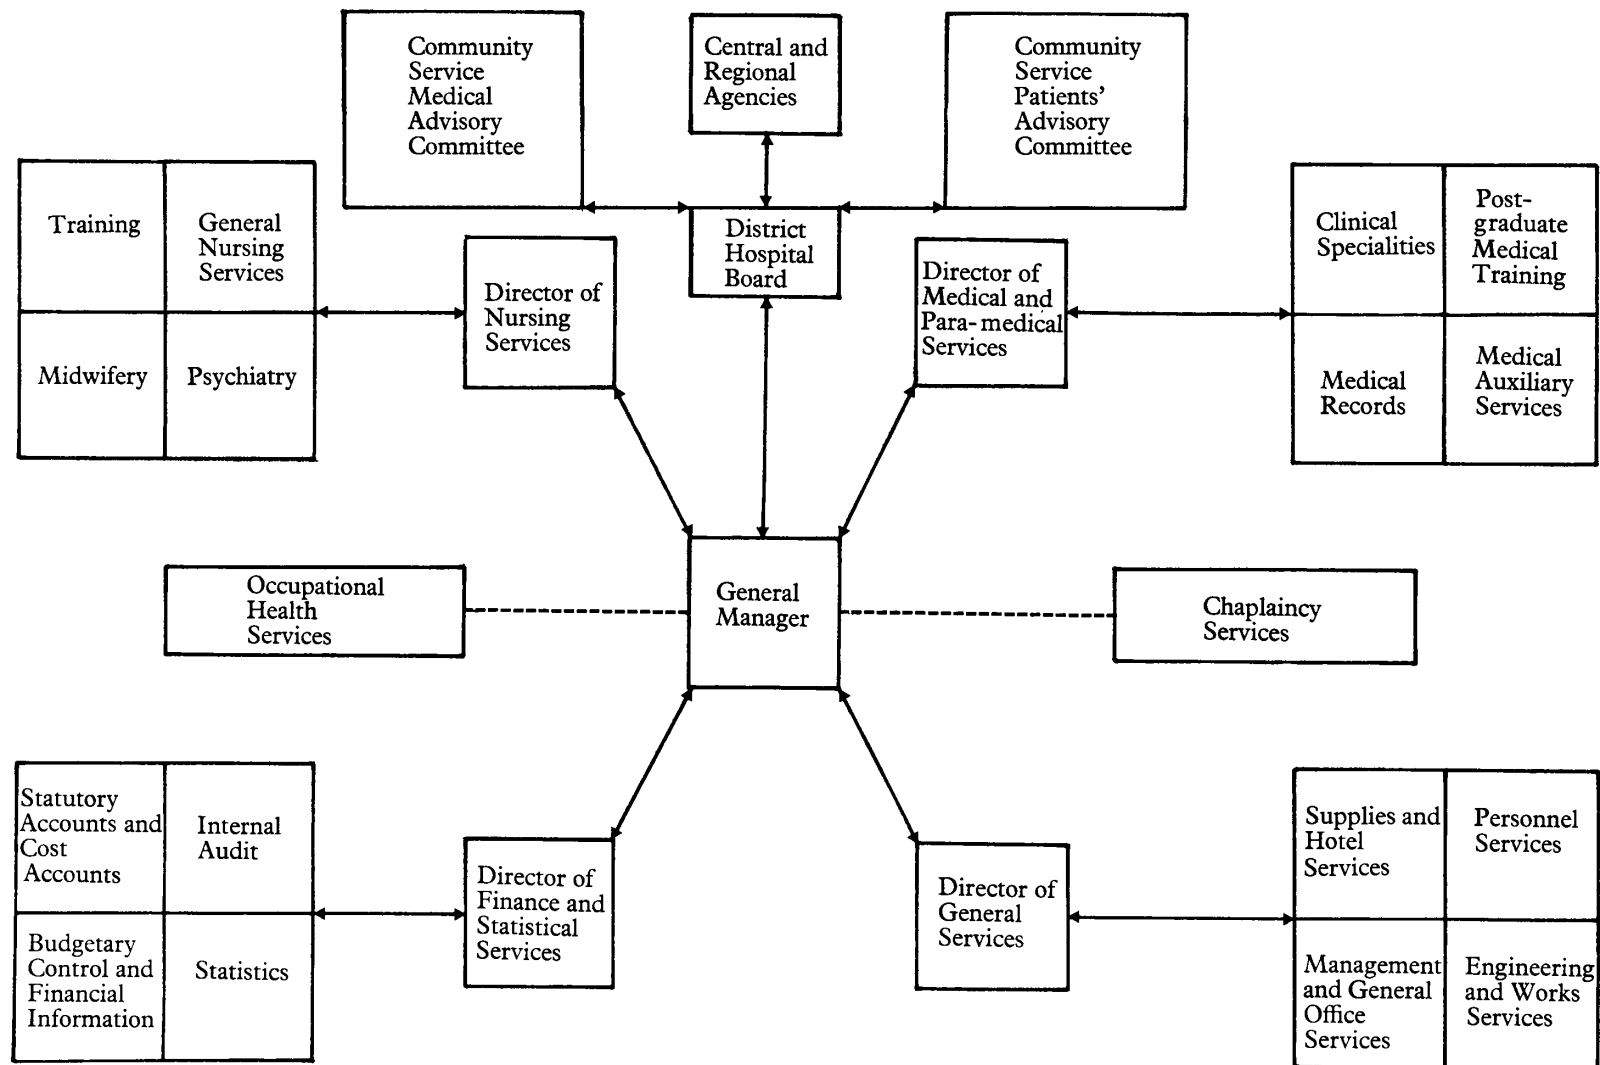 Community
Service
Medical
Advisory
Committee
Central and
Regional
Agencies
Community
Service
Patients'
Advisory
Committee
Training
General
Nursing
Services
Midwifery
Psychiatry
Director of
Nursing
Services
District
Hospital
Board
Director of
Medical and
Para-medical
Services
Clinical
Specialities
Post-
graduate
Medical
Training
Medical
Records
Medical
Auxiliary
Services
Occupational
Health
Services
General
Manager
Chaplaincy
Services
Statutory
Accounts and
Cost
Accounts
Internal
Audit
Budgetary
Control and
Financial
Information
Statistics
Director of
Finance and
Statistical
Services
Director of
General
Services
Supplies and
Hotel
Services
Personnel
Services
Management
and General
Office
Services
Engineering
and Works
Services